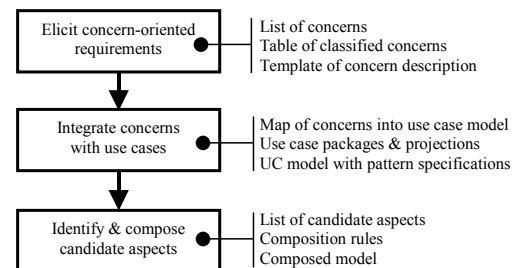 Elicit concern-oriented
requirements
List of concerns
Table of classified concerns
Template of concern description
Integrate concerns
with use cases
Map of concerns into use case model
Use case packages & projections
UC model with pattern specifications
Identify & compose
candidate aspects
List of candidate aspects
Composition rules
Composed model